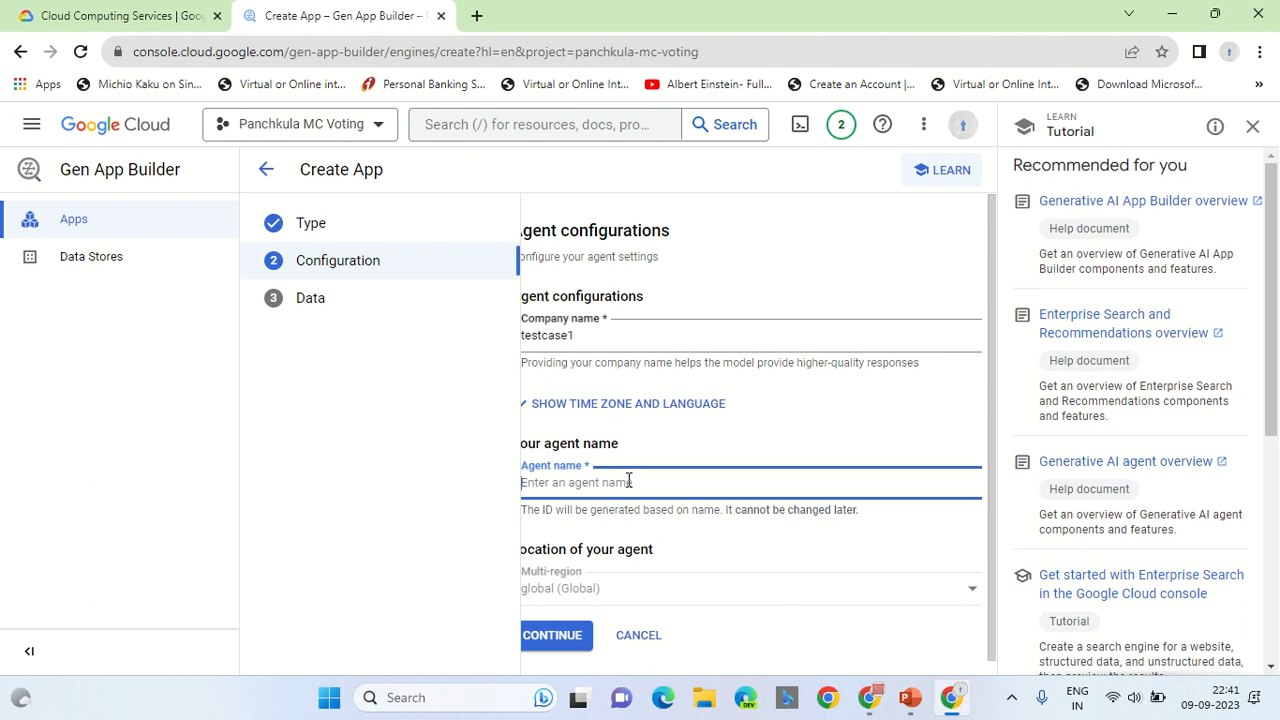 Cloud Computing Services | Goog
Create App – Gen App Builder –
console.cloud.google.com/gen-app-builder/engines/create?hl=en&project=panchkula-mc-voting
Apps
Michio Kaku on Sin...
Virtual or Online int...
Personal Banking S...
Virtual or Online Int...
Albert Einstein- Full...
Create an Account |...
Virtual or Online Int...
Download Microsof...
»
Google Cloud
Panchkula MC Voting
Search (/) for resources, docs, pro...
Search
2
LEARN
Tutorial
Gen App Builder
Create App
LEARN
Apps
Data Stores
Type
2 Configuration
3 Data
gent configurations
onfigure your agent settings
gent configurations
Company name *
testcase1
Providing your company name helps the model provide higher-quality responses
SHOW TIME ZONE AND LANGUAGE
our agent name
Agent name *
Enter an agent name
The ID will be generated based on name. It cannot be changed later.
ocation of your agent
Multi-region
global (Global)
CONTINUE
CANCEL
Recommended for you
Generative AI App Builder overview
Help document
Get an overview of Generative AI App
Builder components and features.
Enterprise Search and
Recommendations overview
Help document
Get an overview of Enterprise Search
and Recommendations components
and features.
Generative AI agent overview
Help document
Get an overview of Generative AI agent
components and features.
Get started with Enterprise Search
in the Google Cloud console
Tutorial
Create a search engine for a website,
structured data, and unstructured data,
Search
DEV
ENG
IN
22:41
09-09-2023